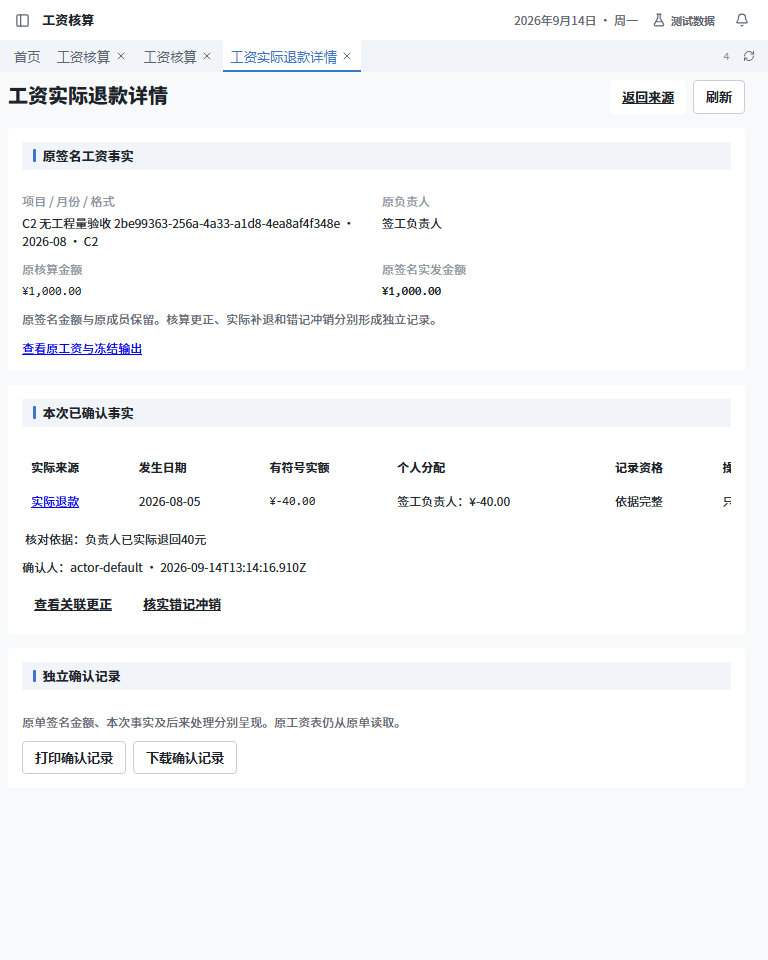 工资核算
2026年9月14日 • 周一 测试数据
首页 工资核算 × 工资核算 × 工资实际退款详情 × 4
工资实际退款详情
返回来源 刷新
原签名工资事实
项目 / 月份 / 格式 原负责人
C2 无工程量验收 2be99363-256a-4a33-a1d8-4ea8af4f348e • 签工负责人
2026-08 • C2
原核算金额 原签名实发金额
¥1,000.00 ¥1,000.00
原签名金额与原成员保留。核算更正、实际补退和错记冲销分别形成独立记录。
查看原工资与冻结输出
本次已确认事实
实际来源 发生日期 有符号实额 个人分配 记录资格
实际退款 2026-08-05 ¥-40.00 签工负责人：¥-40.00 依据完整
核对依据：负责人已实际退回40元
确认人：actor-default • 2026-09-14T13:14:16.910Z
查看关联更正 核实错记冲销
独立确认记录
原单签名金额、本次事实及后来处理分别呈现。原工资表仍从原单读取。
打印确认记录 下载确认记录